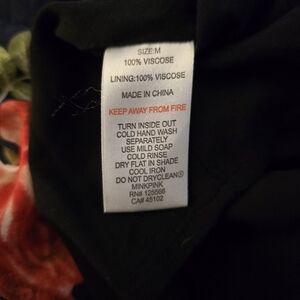 SIZE:M
100% VISCOSE
LINING:100% VISCOSE
MADE IN CHINA
KEEP AWAY FROM FIRE
TURN INSIDE OUT
COLD HAND WASH
SEPARATELY
USE MILD SOAP
COLD RINSE
DRY FLAT IN SHADE
COOL IRON
DO NOT DRYCLEAN®
MINKPINK
RN# 125566
CA# 45102